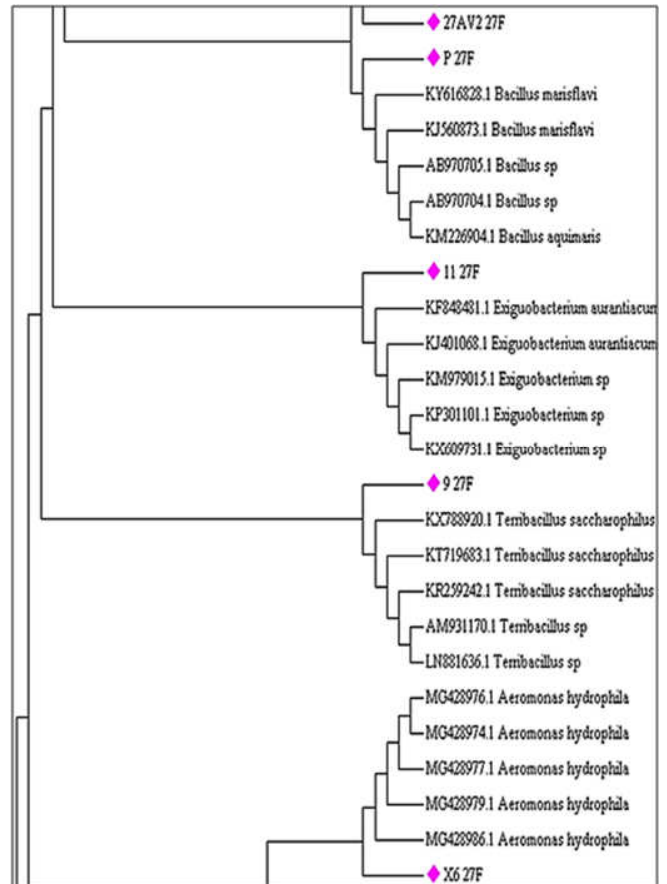 27AV2 27F
P 27F
KY616828.1 Bacillus marisflavi
KJ560873.1 Bacillus marisflavi
AB970705.1 Bacillus sp
AB970704.1 Bacillus sp
KM226904.1 Bacillus aquimaris
11 27F
KF848481.1 Exiguobacterium aurantiacum
KJ401068.1 Exiguobacterium aurantiacum
KM979015.1 Exiguobacterium sp
KP301101.1 Exiguobacterium sp
KX609731.1 Exiguobacterium sp
9 27F
KX788920.1 Terribacillus saccharophilus
KT719683.1 Terribacillus saccharophilus
KR259242.1 Terribacillus saccharophilus
AM931170.1 Terribacillus sp
LN881636.1 Terribacillus sp
MG428976.1 Aeromonas hydrophila
MG428974.1 Aeromonas hydrophila
MG428977.1 Aeromonas hydrophila
MG428979.1 Aeromonas hydrophila
MG428986.1 Aeromonas hydrophila
X6 27F